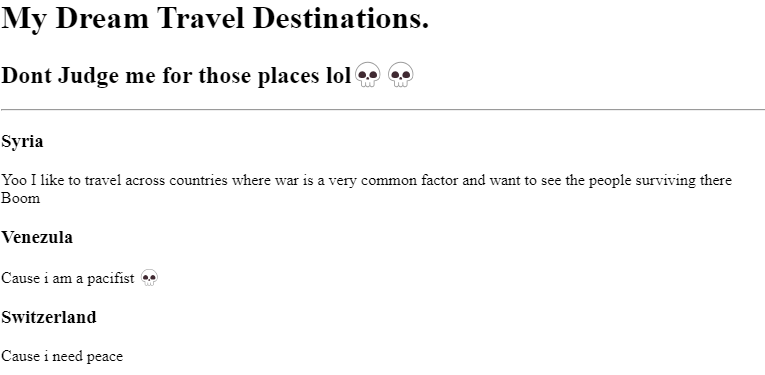 My Dream Travel Destinations.
Dont Judge me for those places lol💀 💀
Syria
Yoo I like to travel across countries where war is a very common factor and want to see the people surviving there
Boom
Venezula
Cause i am a pacifist 💀
Switzerland
Cause i need peace